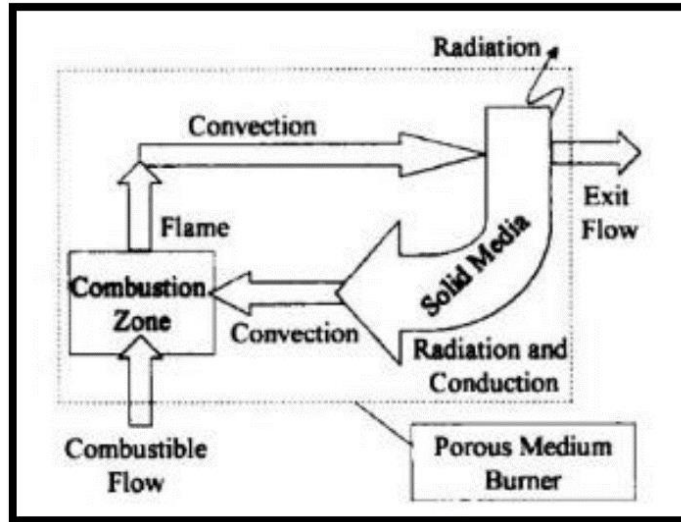 Radiation
Convection
Exit
Flow
Flame
Solid Media
Combustion
Zone
Convection
Radiation and
Conduction
Combustible
Flow
Porous Medium
Burner